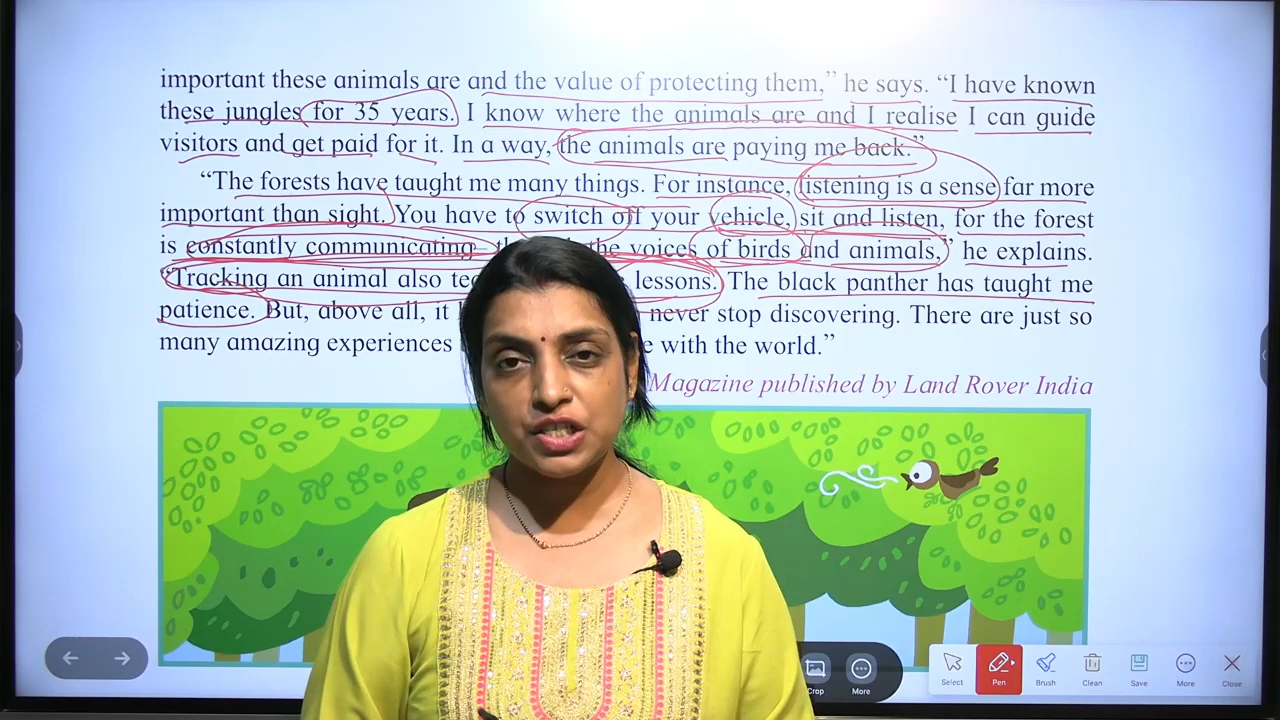 important these animals are and the value of protecting them,” he says. “I have known
these jungles for 35 years. I know where the animals are and I realise I can guide
visitors and get paid for it. In a way, the animals are paying me back.”
“The forests have taught me many things. For instance, listening is a sense far more
important than sight. You have to switch off your vehicle, sit and listen, for the forest
is constantly communicating the voices of birds and animals,” he explains.
“Tracking an animal also lessons. The black panther has taught me
patience. But, above all, it never stop discovering. There are just so
many amazing experiences with the world.”
Magazine published by Land Rover India
Crop More Select Pen Brush Clean Save More Close